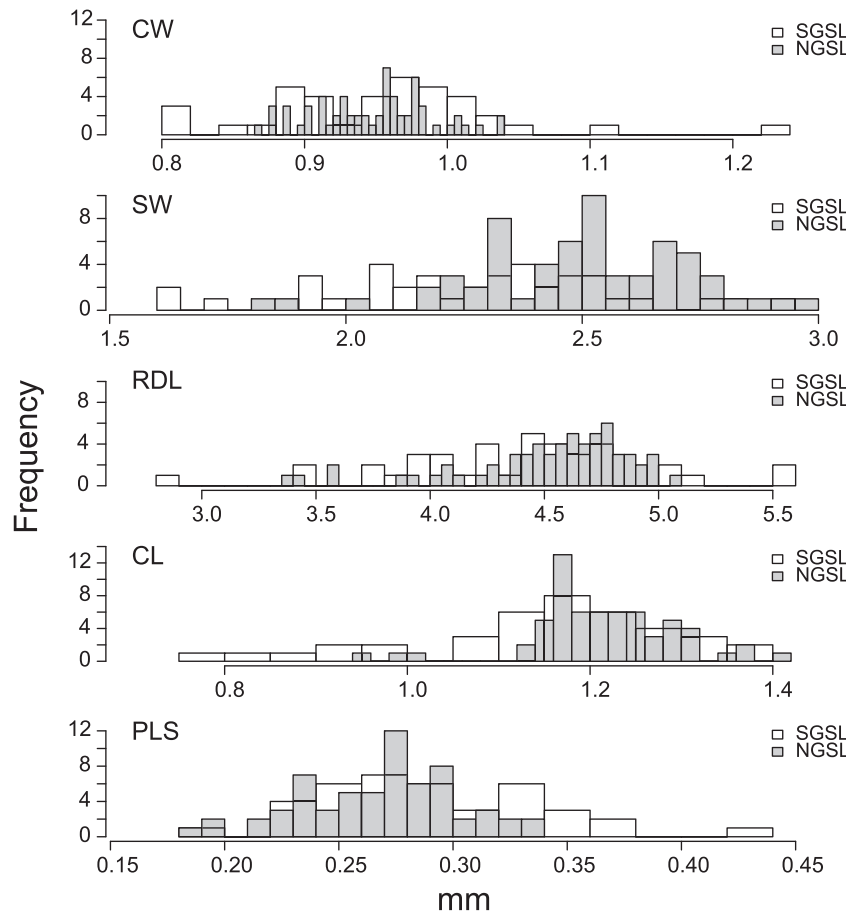 CW
SGSL
NGSL
12
8
4
0
0.8 0.9 1.0 1.1 1.2
SW
SGSL
NGSL
8
4
0
1.5 2.0 2.5 3.0
RDL
SGSL
NGSL
8
4
0
3.0 3.5 4.0 4.5 5.0 5.5
Frequency
CL
SGSL
NGSL
12
8
4
0
0.8 1.0 1.2 1.4
PLS
SGSL
NGSL
12
8
4
0
0.15 0.20 0.25 0.30 0.35 0.40 0.45
mm